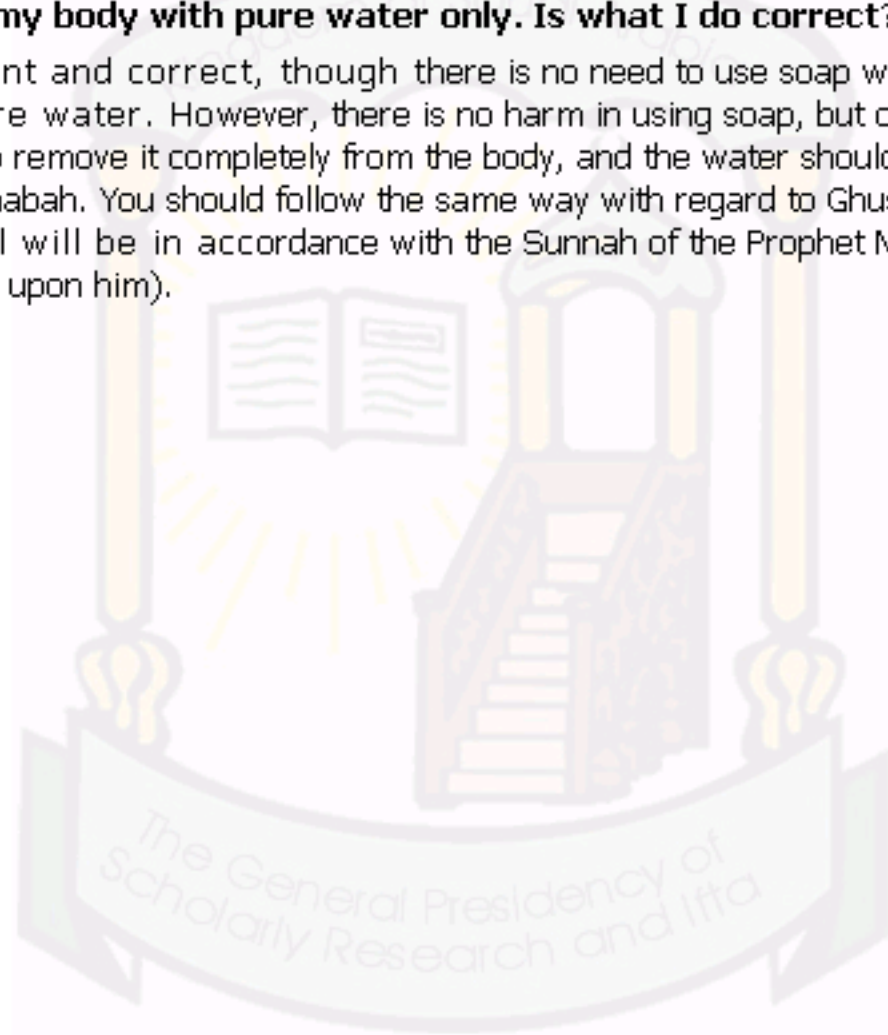 my body with pure water only. Is what I do correct?
nt and correct, though there is no need to use soap w
re water. However, there is no harm in using soap, but
remove it completely from the body, and the water should
abah. You should follow the same way with regard to Ghus
l will be in accordance with the Sunnah of the Prophet
upon him).
The General Presidency of
Scholarly Research and Ifta